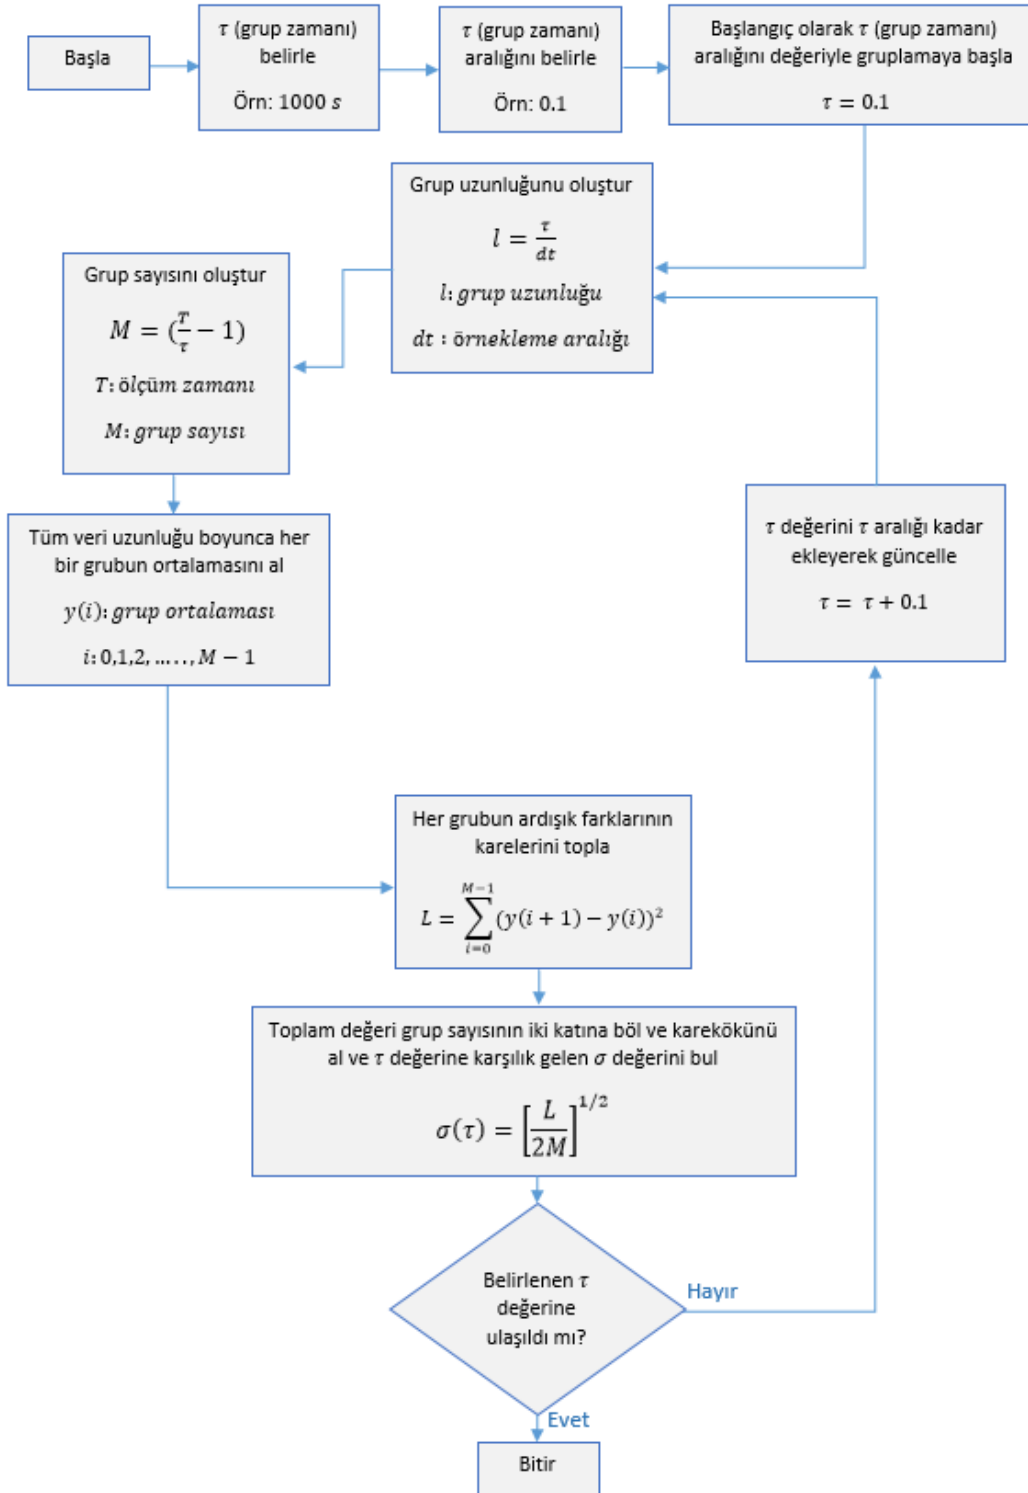 Başla
τ (grup zamanı)
belirle
Örn: 1000 s
τ (grup zamanı)
aralığını belirle
Örn: 0.1
Başlangıç olarak τ (grup zamanı)
aralığını değeriyle gruplamaya başla
τ = 0.1
Grup uzunluğunu oluştur
l = τ/dt
l: grup uzunluğu
dt : örnekleme aralığı
Grup sayısını oluştur
M = (T/τ − 1)
T: ölçüm zamanı
M: grup sayısı
Tüm veri uzunluğu boyunca her
bir grubun ortalamasını al
y(i): grup ortalaması
i: 0,1,2, ....., M − 1
τ değerini τ aralığı kadar
ekleyerek güncelle
τ = τ + 0.1
Her grubun ardışık farklarının
karelerini topla
L = ∑_{i=0}^{M−1} (y(i + 1) − y(i))²
Toplam değeri grup sayısının iki katına böl ve karekökünü
al ve τ değerine karşılık gelen σ değerini bul
σ(τ) = [L/2M]^{1/2}
Belirlenen τ
değerine
ulaşıldı mı?
Hayır
Evet
Bitir